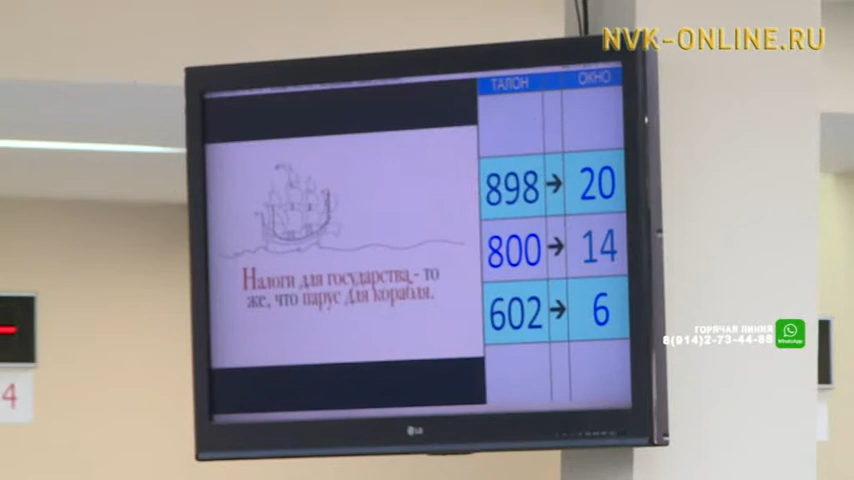 NVK-ONLINE.RU
ТАЛОН ОКНО
898 → 20
800 → 14
602 → 6
Налоги для государства,- то
же, что парус для корабля.
ГОРЯЧАЯ ЛИНИЯ
8(914)2-73-44-88
WhatsApp
4
LG